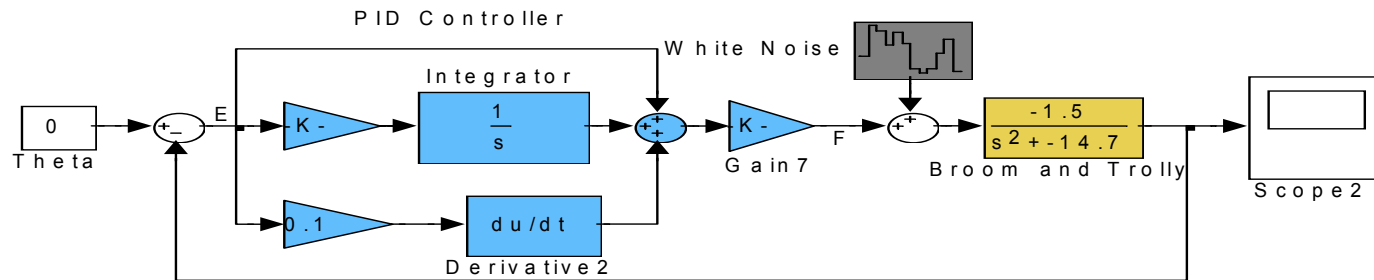 PID Controller
White Noise
Integrator
0
Theta
+
−
E
-K-
1
s
+
+
+
-K-
Gain7
F
+
+
-1.5
s²+-14.7
Broom and Trolly
Scope2
0.1
du/dt
Derivative2